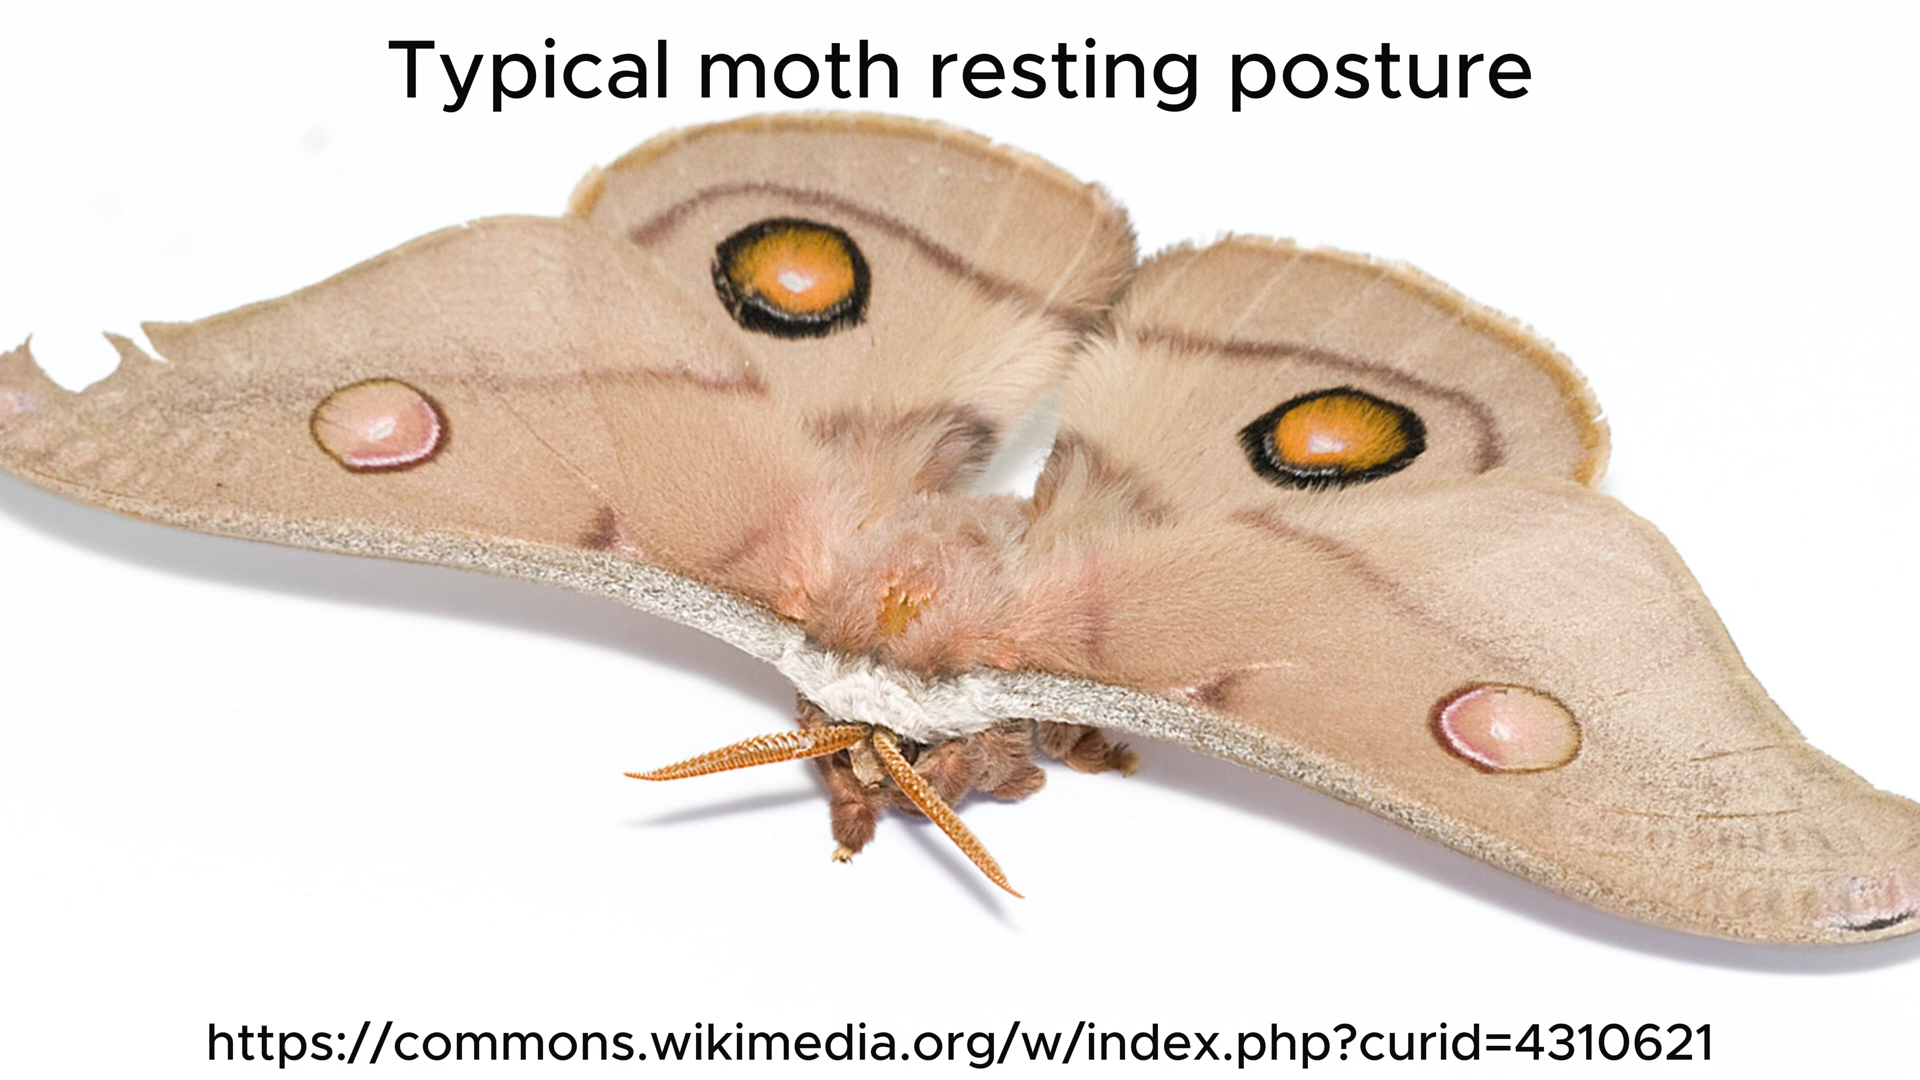 Typical moth resting posture
https://commons.wikimedia.org/w/index.php?curid=4310621